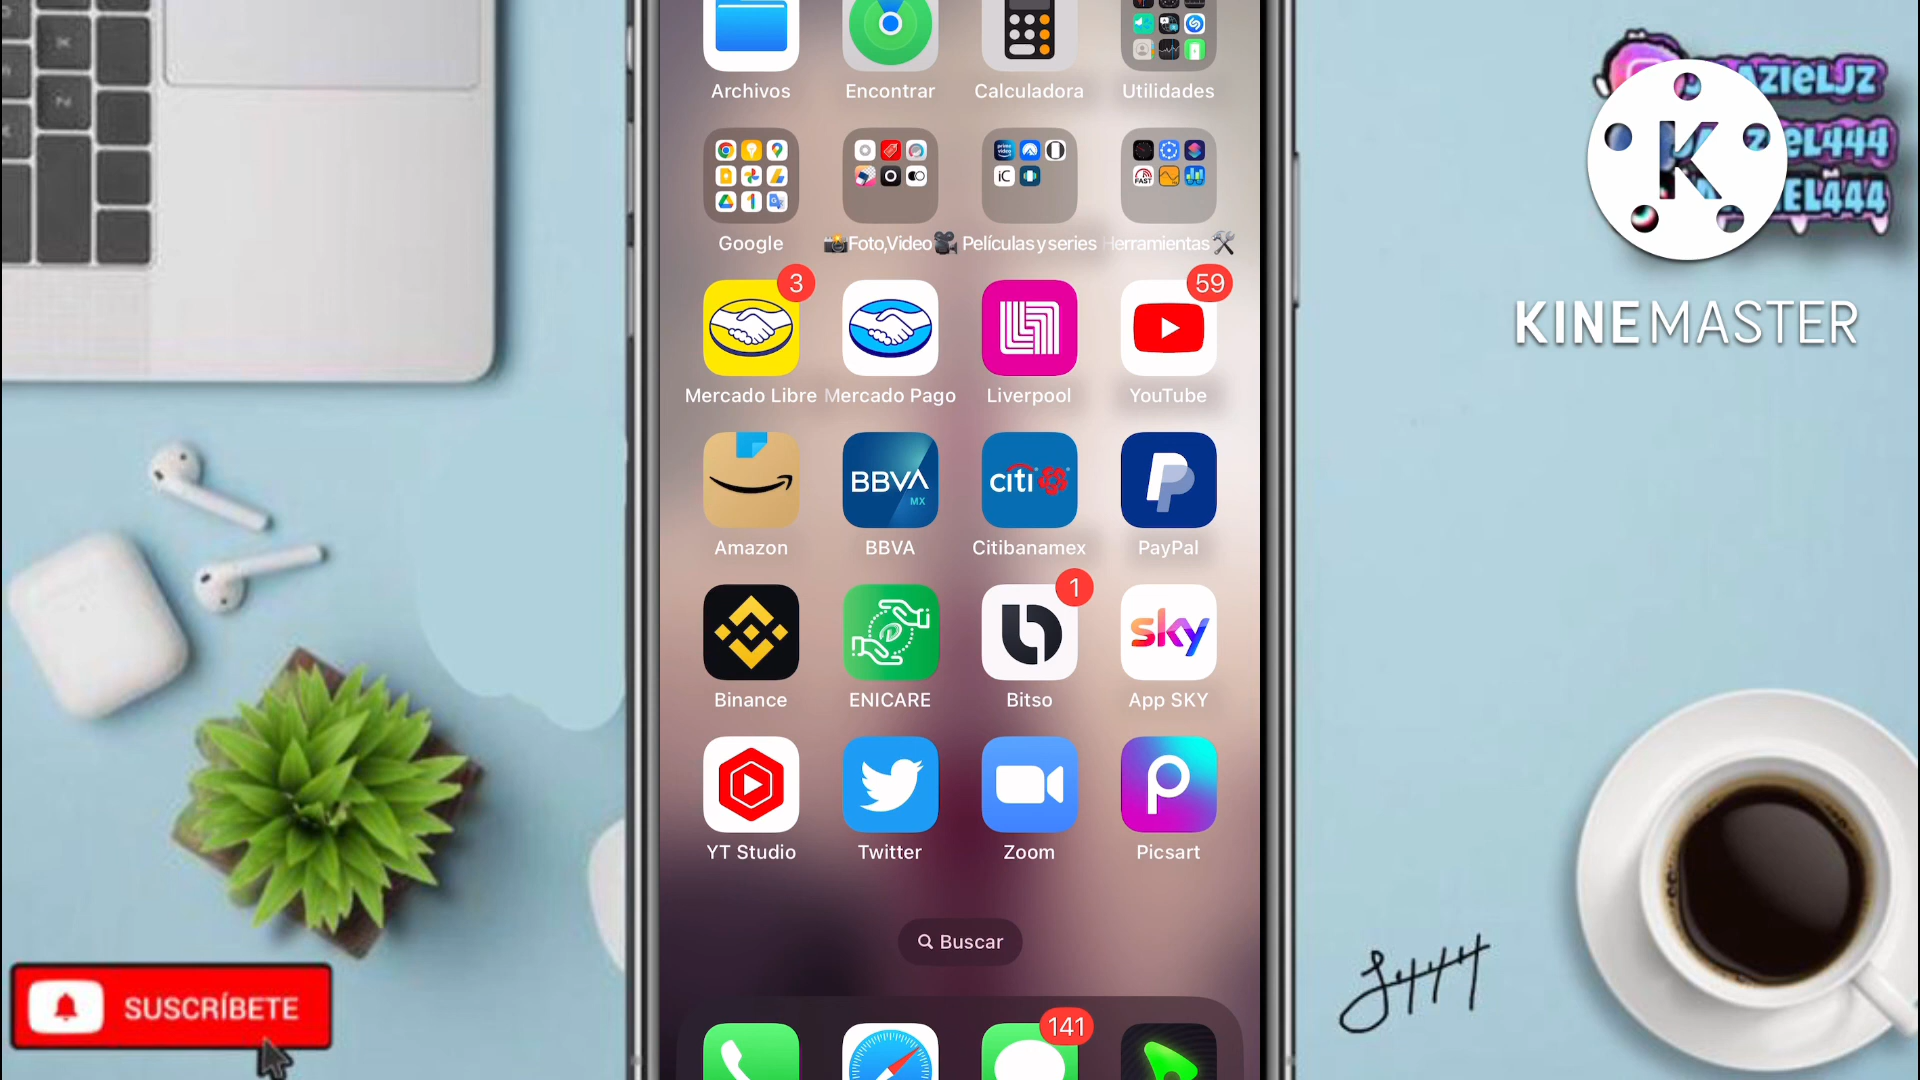 Archivos
Encontrar
Calculadora
Utilidades
Google
📸Foto,Video🎥
Películas y series
Herramientas🛠
3
59
Mercado Libre
Mercado Pago
Liverpool
YouTube
BBVA
MX
citi
Amazon
BBVA
Citibanamex
PayPal
1
sky
Binance
ENICARE
Bitso
App SKY
YT Studio
Twitter
Zoom
Picsart
Buscar
141
SUSCRÍBETE
K
KINEMASTER